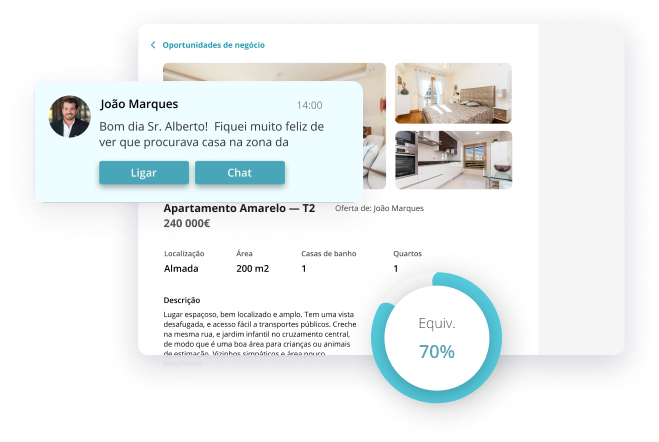 Oportunidades de negócio
João Marques
14:00
Bom dia Sr. Alberto! Fiquei muito feliz de
ver que procurava casa na zona da
Ligar
Chat
Apartamento Amarelo — T2
Oferta de: João Marques
240 000€
Localização
Área
Casas de banho
Quartos
Almada
200 m2
1
1
Descrição
Lugar espaçoso, bem localizado e amplo. Tem uma vista
desafugada, e acesso fácil a transportes públicos. Creche
na mesma rua, e jardim infantil no cruzamento central,
de modo que é uma boa área para crianças ou animais
de estimação. Vizinhos simpáticos e área pouco
Equiv.
70%